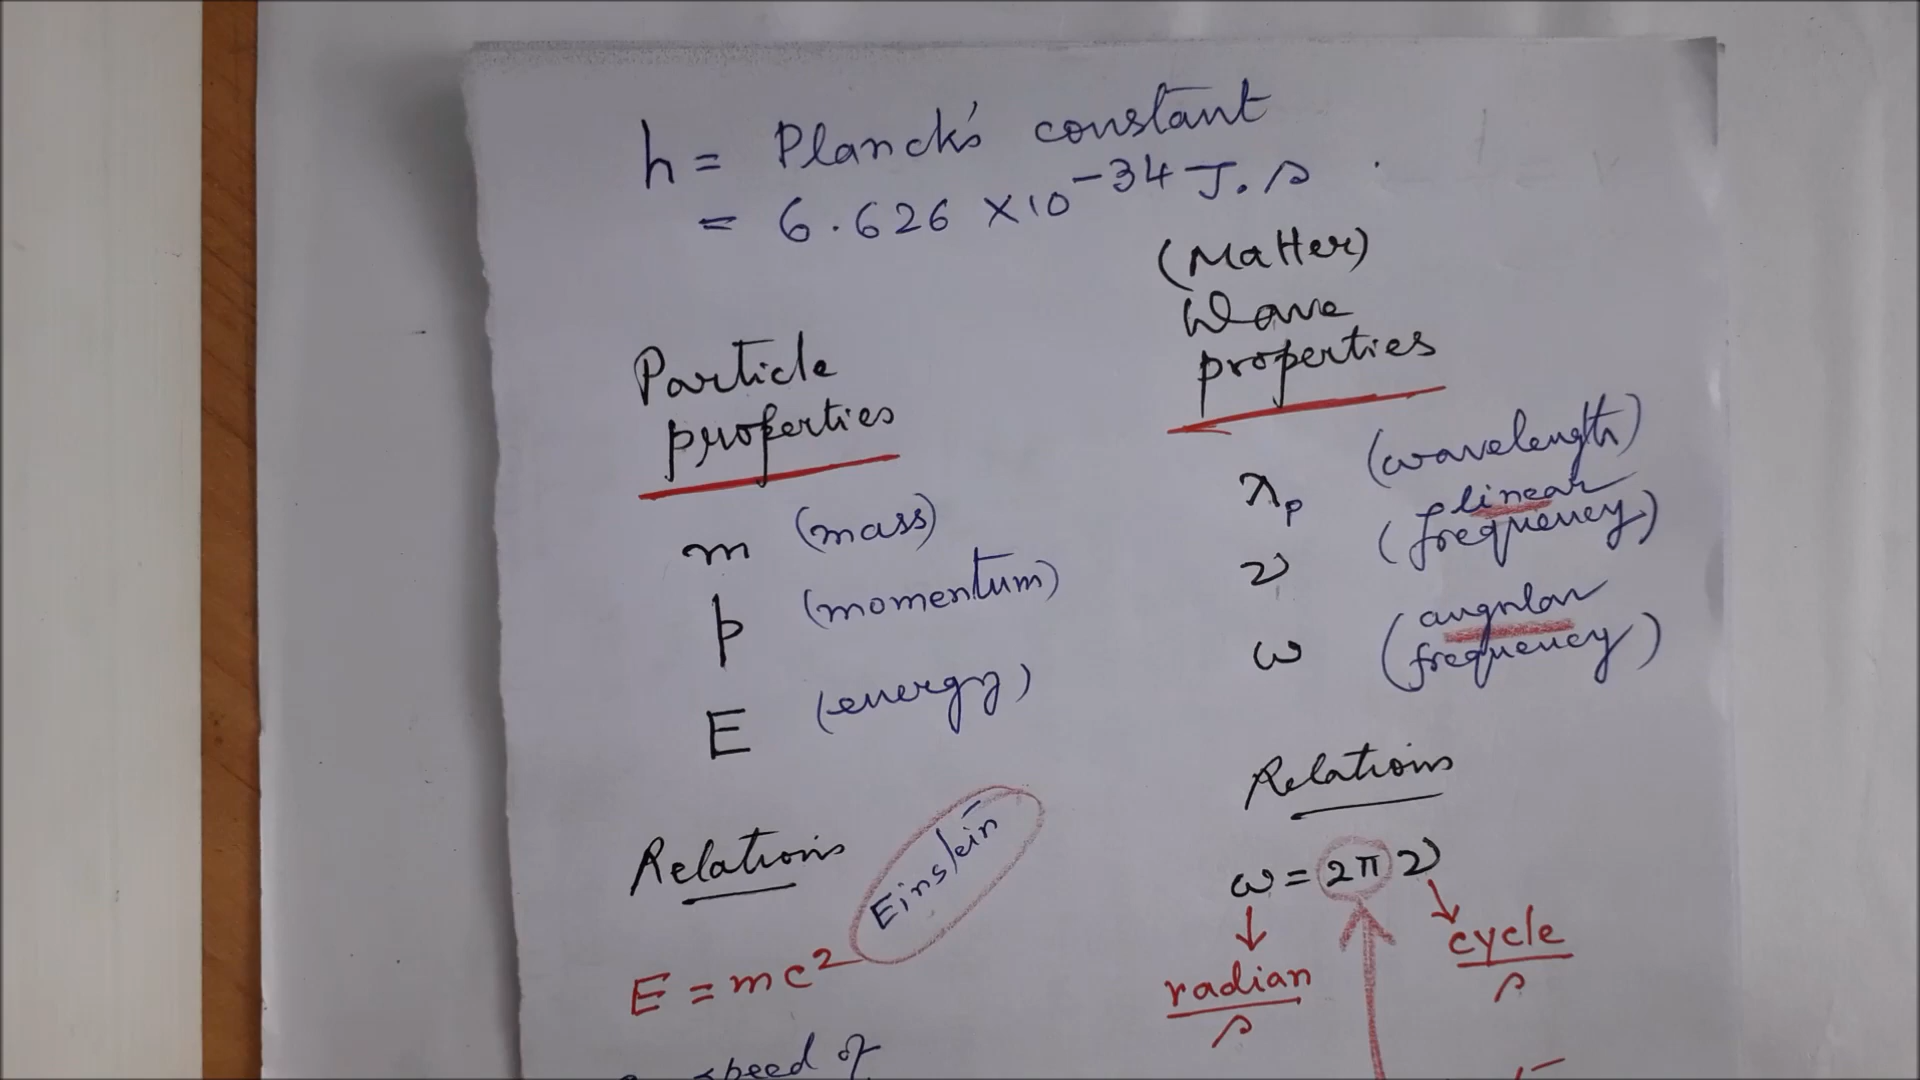 h = Planck's constant
= 6.626 ×10⁻³⁴ J.s
Particle
properties
m (mass)
p (momentum)
E (energy)
Relations
Einstein
E = mc²
speed of
(Matter)
Wave
properties
λₚ (wavelength)
ν (linear
frequency)
ω (angular
frequency)
Relations
ω = 2π ν
radian
s
cycle
s